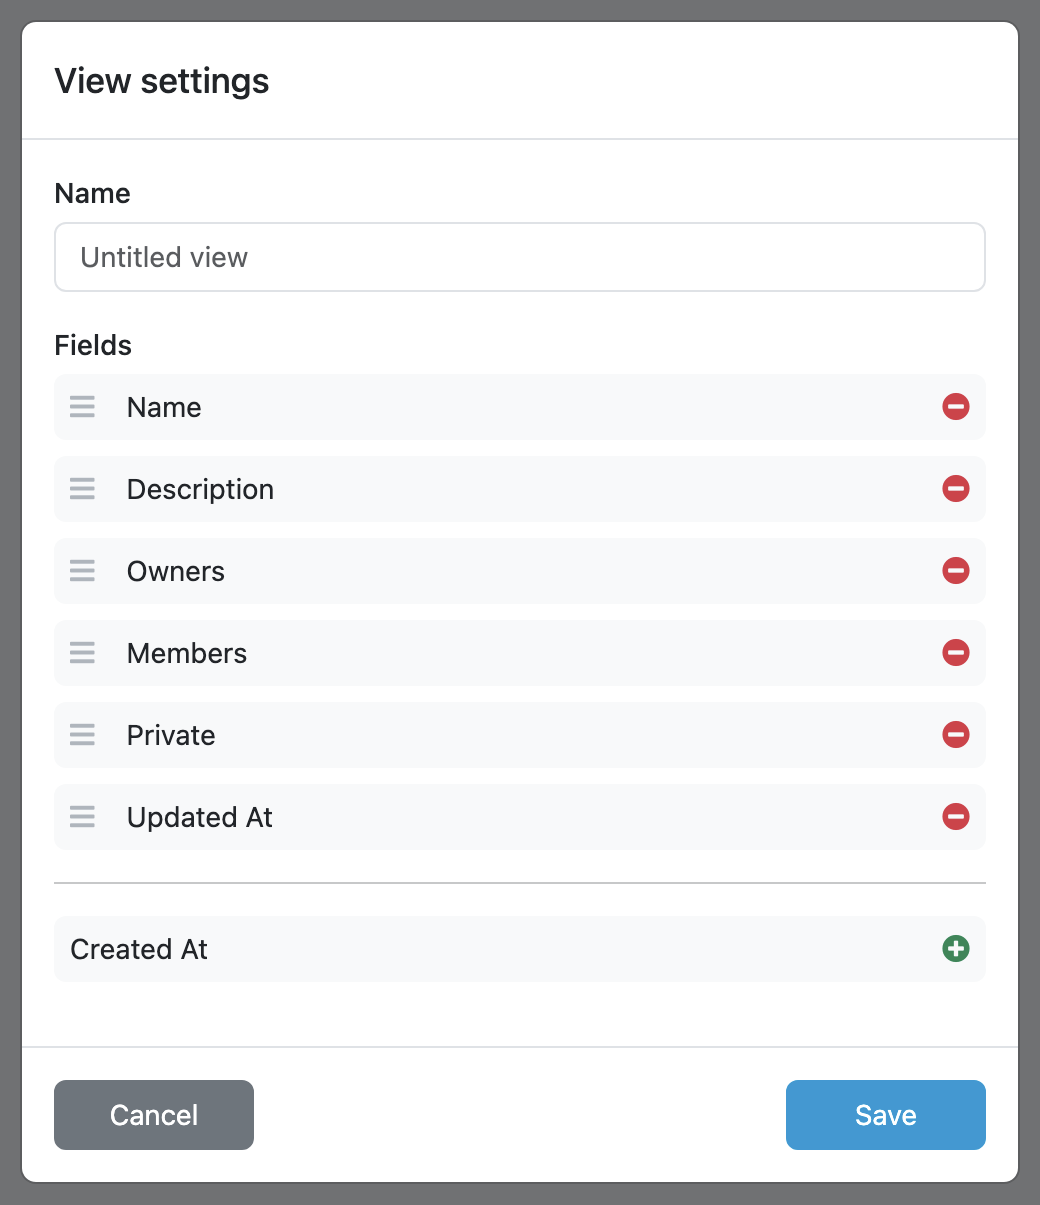 View settings
Name
Untitled view
Fields
Name
Description
Owners
Members
Private
Updated At
Created At
Cancel
Save